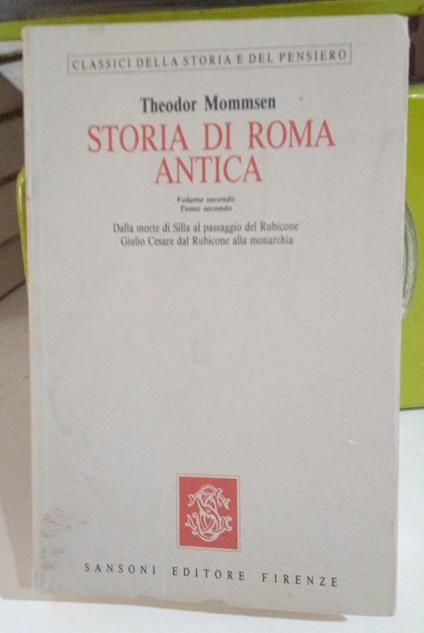 CLASSICI DELLA STORIA E DEL PENSIERO
Theodor Mommsen
STORIA DI ROMA
ANTICA
Volume secondo
Tomo secondo
Dalla morte di Silla al passaggio del Rubicone
Giulio Cesare dal Rubicone alla monarchia
SANSONI EDITORE FIRENZE